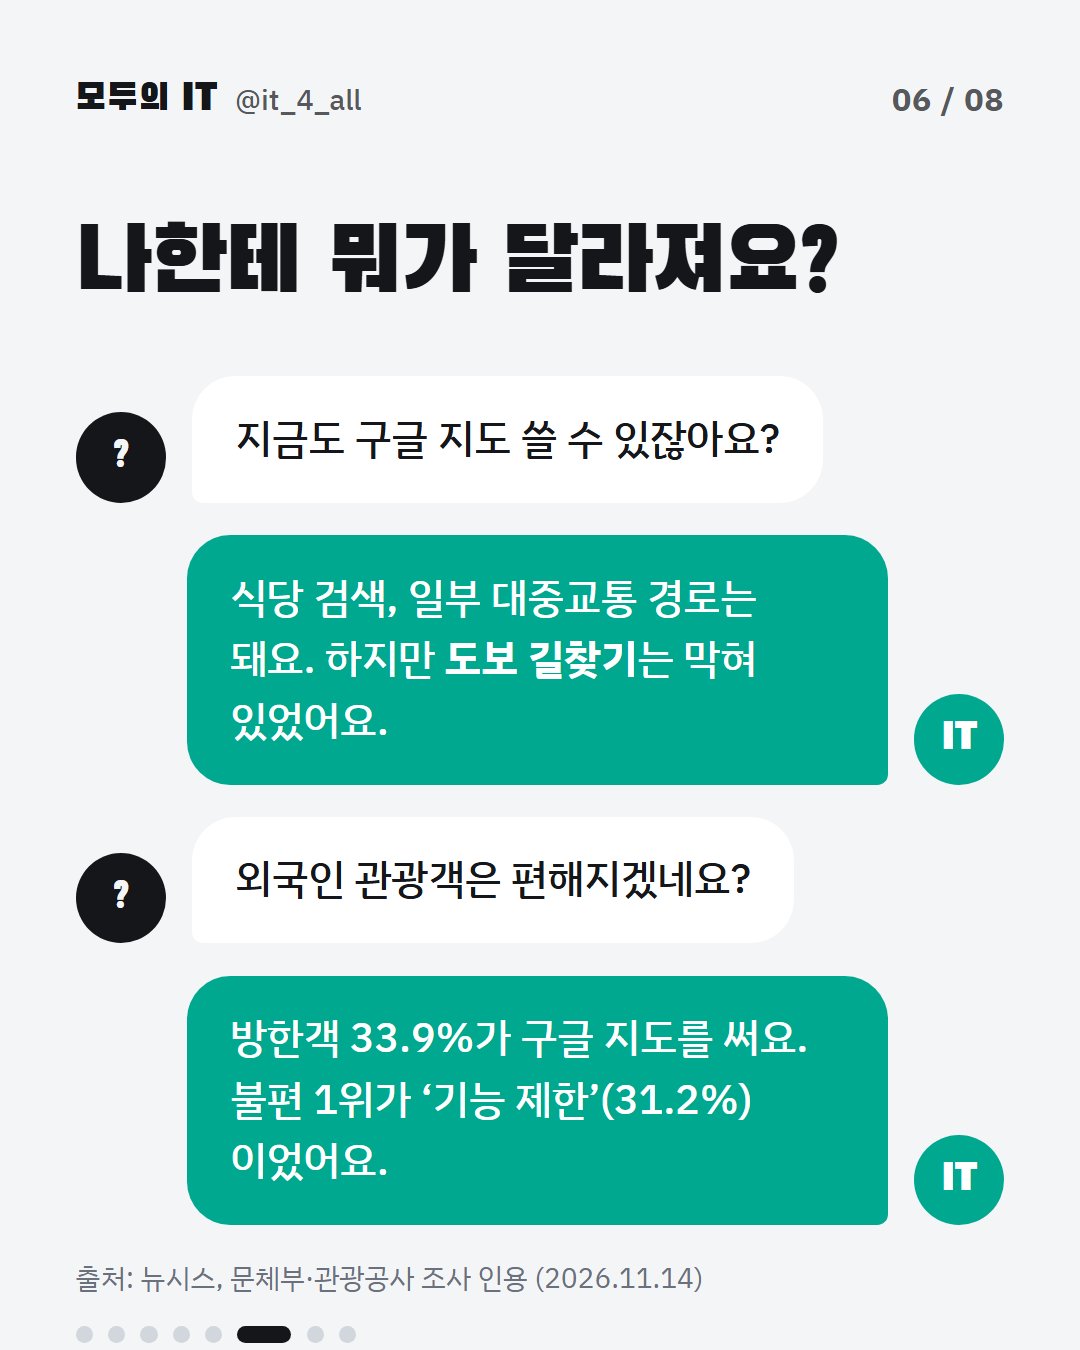 모두의 IT @it_4_all
06 / 08
나한테 뭐가 달라져요?
?
지금도 구글 지도 쓸 수 있잖아요?
식당 검색, 일부 대중교통 경로는
돼요. 하지만 도보 길찾기는 막혀
있었어요.
IT
?
외국인 관광객은 편해지겠네요?
방한객 33.9%가 구글 지도를 써요.
불편 1위가 ‘기능 제한’(31.2%)
이었어요.
IT
출처: 뉴시스, 문체부·관광공사 조사 인용 (2026.11.14)